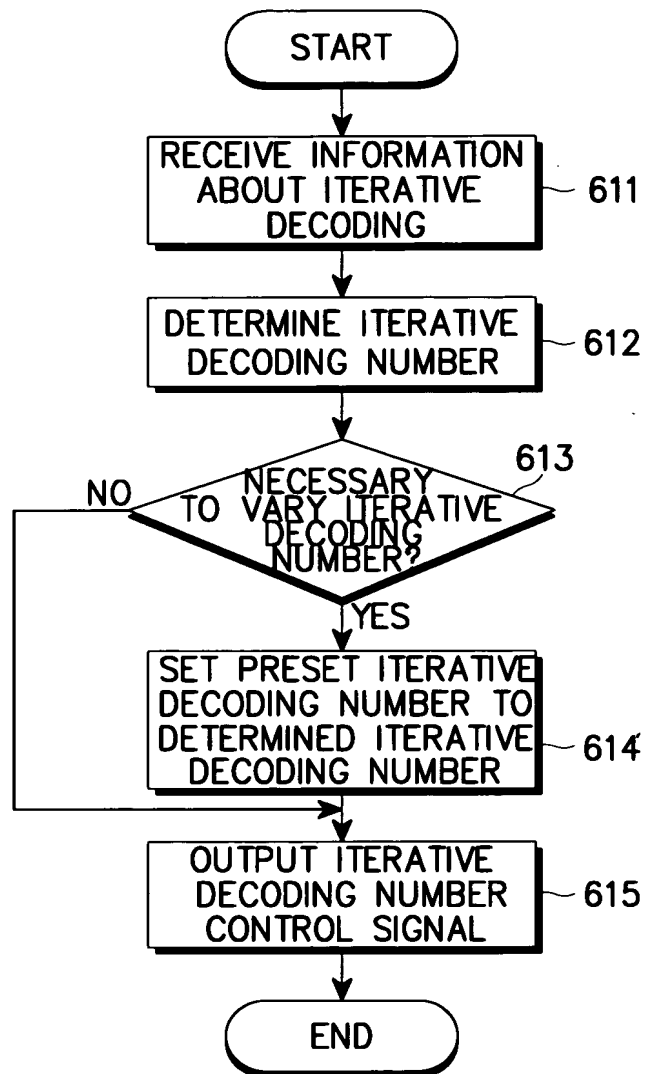 START
RECEIVE INFORMATION
ABOUT ITERATIVE
DECODING
611
DETERMINE ITERATIVE
DECODING NUMBER
612
613
NO
NECESSARY
TO VARY ITERATIVE
DECODING
NUMBER?
YES
SET PRESET ITERATIVE
DECODING NUMBER TO
DETERMINED ITERATIVE
DECODING NUMBER
614
OUTPUT ITERATIVE
DECODING NUMBER
CONTROL SIGNAL
615
END